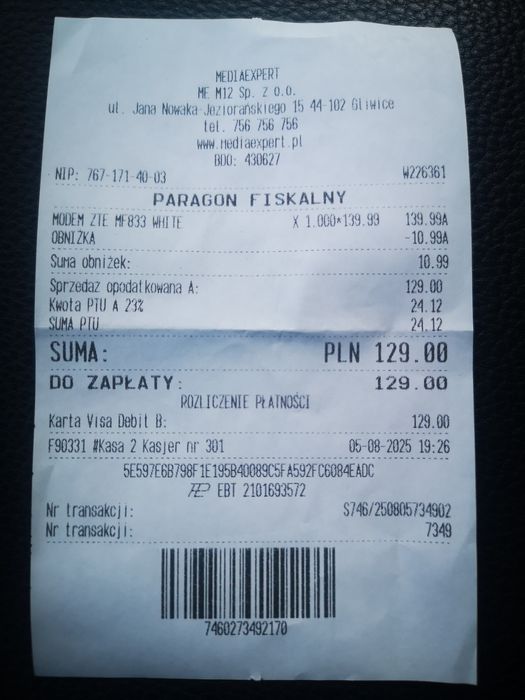 MEDIAEXPERT
ME M12 Sp. z o.o.
ul. Jana Nowaka-Jeziorańskiego 15 44-102 Gliwice
tel. 756 756 756
www.mediaexpert.pl
BDO: 430627
NIP: 767-171-40-03 W226361
PARAGON FISKALNY
MODEM ZTE MF833 WHITE X 1.000*139.99 139.99A
OBNIŻKA -10.99A
Suma obniżek: 10.99
Sprzedaż opodatkowana A: 129.00
Kwota PTU A 23% 24.12
SUMA PTU 24.12
SUMA: PLN 129.00
DO ZAPŁATY: 129.00
ROZLICZENIE PŁATNOŚCI
Karta Visa Debit B: 129.00
F90331 #Kasa 2 Kasjer nr 301 05-08-2025 19:26
5E597E6B798F1E195B40089C5FA592FC6084EADC
EBT 2101693572
Nr transakcji: S746/250805734902
Nr transakcji: 7349
7460273492170